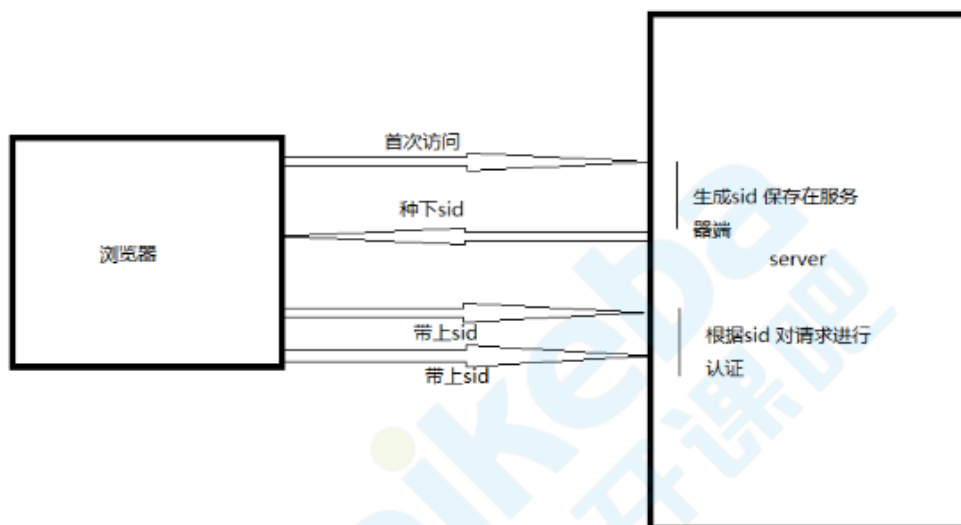 首次访问
种下sid
生成sid 保存在服务
器端
server
浏览器
带上sid
根据sid 对请求进行
认证
带上sid
ikeba
开课吧